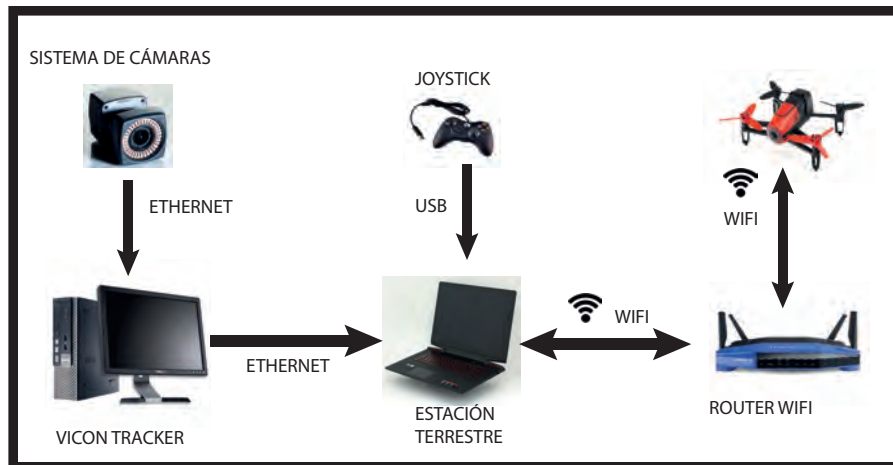 SISTEMA DE CÁMARAS
JOYSTICK
ETHERNET
USB
WIFI
WIFI
ETHERNET
VICON TRACKER
ESTACIÓN
TERRESTRE
ROUTER WIFI